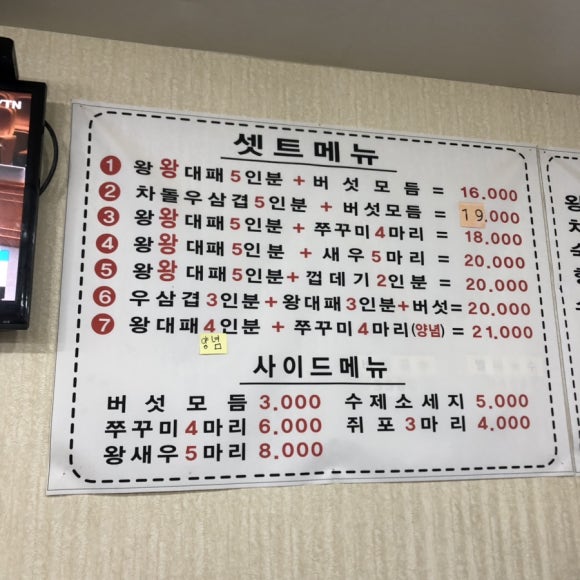 YTN
셋트메뉴
1 왕왕대패5인분 + 버섯모듬 = 16.000
2 차돌우삼겹5인분 + 버섯모듬 = 19.000
3 왕왕대패5인분 + 쭈꾸미4마리 = 18.000
4 왕왕대패5인분 + 새우5마리 = 20.000
5 왕왕대패5인분 + 껍데기2인분 = 20.000
6 우삼겹3인분+왕대패3인분+버섯= 20.000
7 왕대패4인분 + 쭈꾸미4마리(양념) = 21.000
양념
사이드메뉴
버섯모듬 3.000 수제소세지 5.000
쭈꾸미4마리 6.000 쥐포3마리 4.000
왕새우5마리 8.000